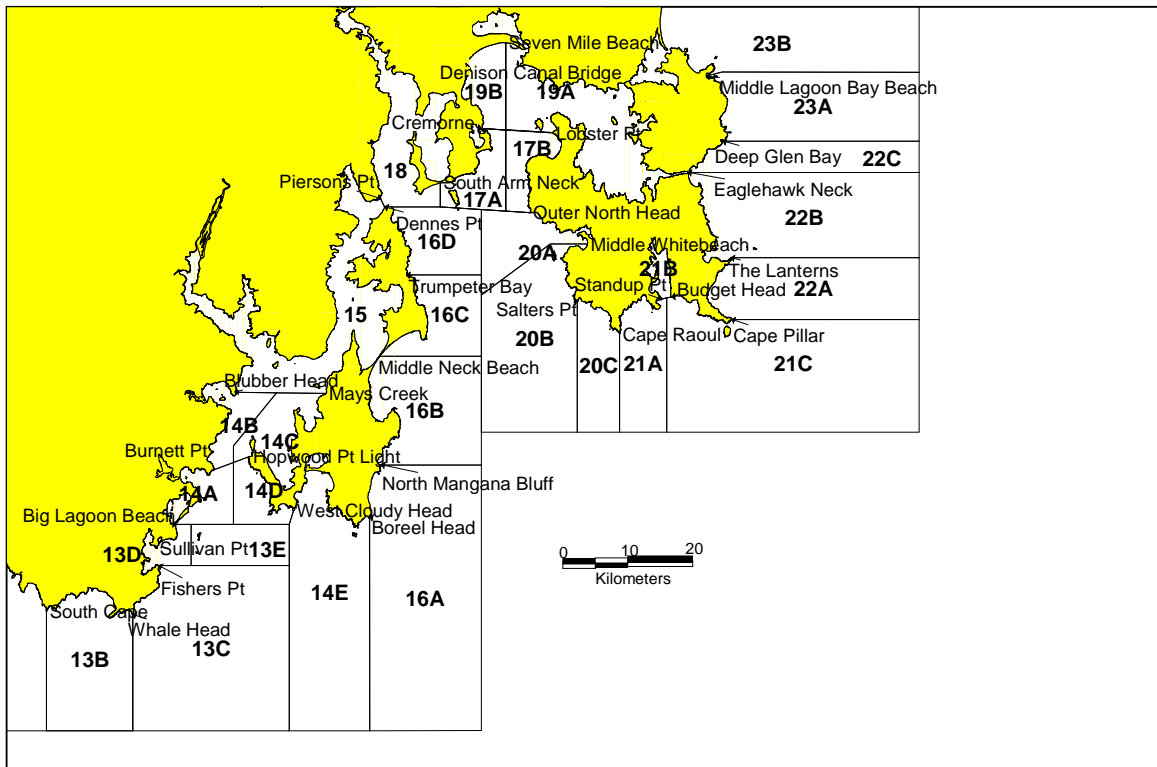 Seven Mile Beach
23B
Denison Canal Bridge
19B
19A
Middle Lagoon Bay Beach
23A
Cremorne
Lobster Pt
17B
Deep Glen Bay
22C
18
Piersons Pt
South Arm Neck
17A
Eaglehawk Neck
Outer North Head
22B
Dennes Pt
16D
20A
Middle Whitebeach
21B
The Lanterns
Trumpeter Bay
Standup Pt
Budget Head
22A
15
16C
Salters Pt
20B
Cape Raoul
Cape Pillar
20C
21A
21C
Middle Neck Beach
Blubber Head
Mays Creek
16B
14B
14C
Burnett Pt
Hopwood Pt Light
North Mangana Bluff
14A
14D
Big Lagoon Beach
West Cloudy Head
Boreel Head
13D
Sullivan Pt
13E
0 10 20
Kilometers
Fishers Pt
14E
16A
South Cape
Whale Head
13C
13B